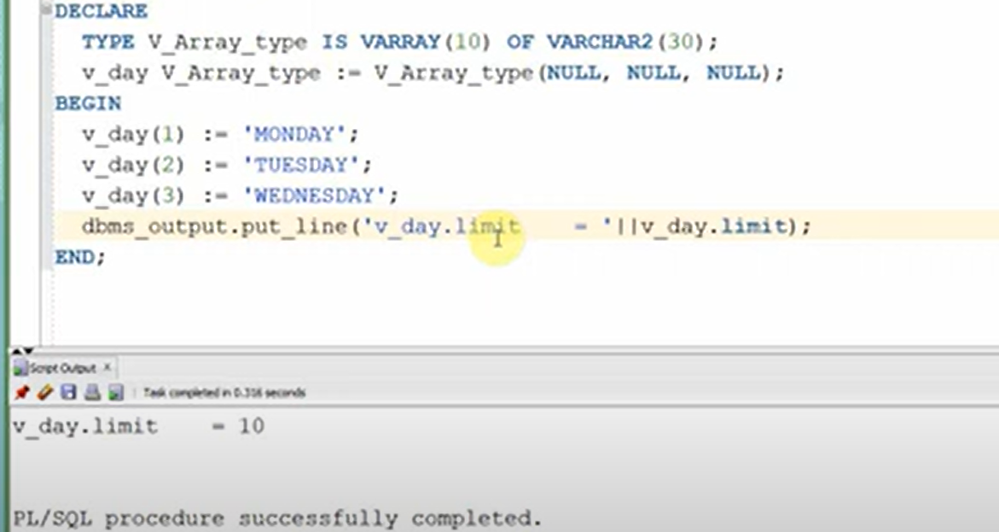 DECLARE
TYPE V_Array_type IS VARRAY(10) OF VARCHAR2(30);
v_day V_Array_type := V_Array_type(NULL, NULL, NULL);
BEGIN
v_day(1) := 'MONDAY';
v_day(2) := 'TUESDAY';
v_day(3) := 'WEDNESDAY';
dbms_output.put_line('v_day.limit    = '||v_day.limit);
END;
Script Output x
Task completed in 0.316 seconds
v_day.limit    = 10
PL/SQL procedure successfully completed.